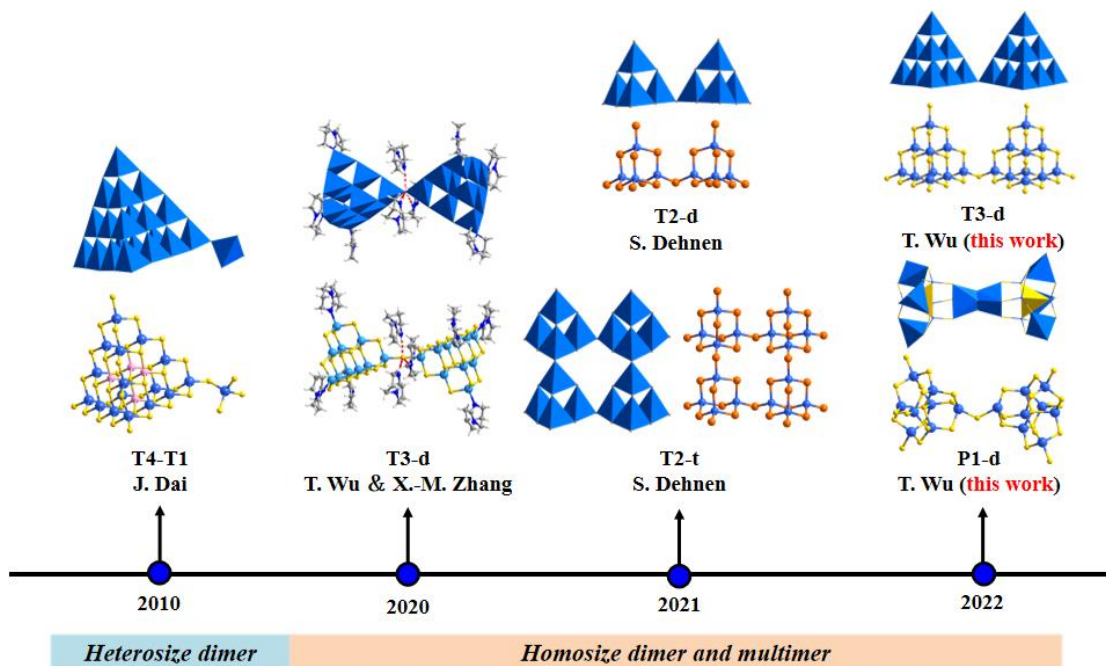 T2-d
S. Dehnen
T3-d
T. Wu (this work)
T4-T1
J. Dai
T3-d
T. Wu & X.-M. Zhang
T2-t
S. Dehnen
P1-d
T. Wu (this work)
2010
2020
2021
2022
Heterosize dimer
Homosize dimer and multimer